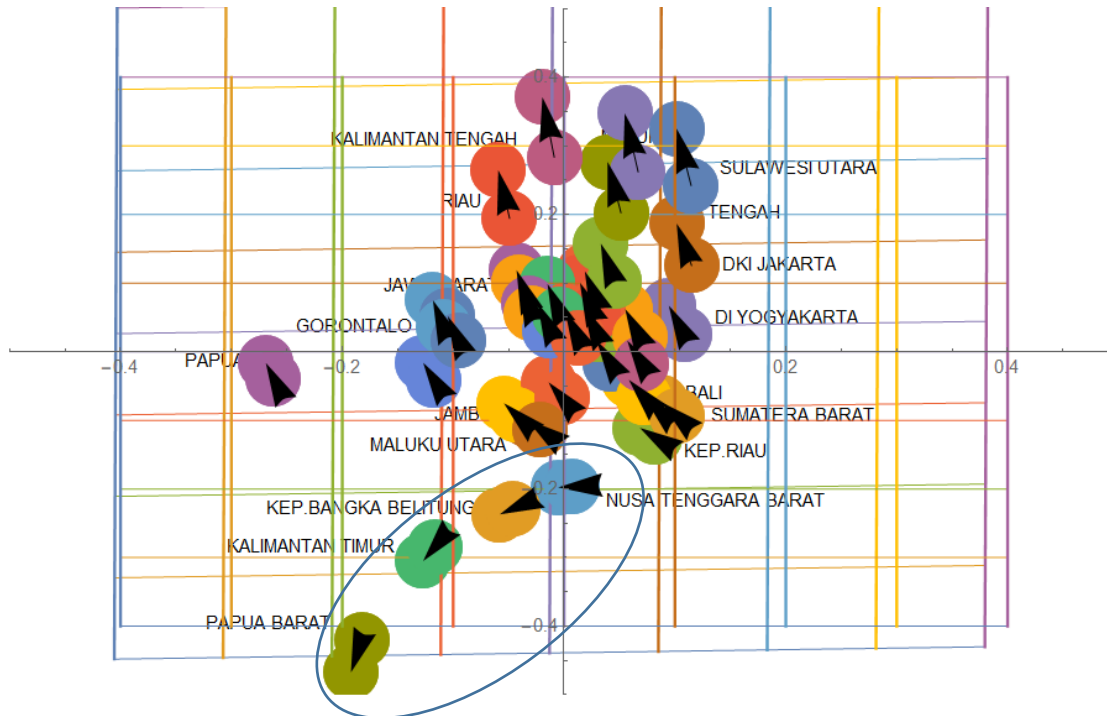 0.4
KALIMANTAN TENGAH
SULAWESI UTARA
RIAU
0.2
TENGAH
DKI JAKARTA
GORONTALO
DI YOGYAKARTA
PAPUA
-0.4
-0.2
0.2
0.4
BALI
JAMB
SUMATERA BARAT
MALUKU UTARA
KEP.RIAU
-0.2
NUSA TENGGARA BARAT
KEP.BANGKA BELITUNG
KALIMANTAN TIMUR
PAPUA BARAT
-0.4